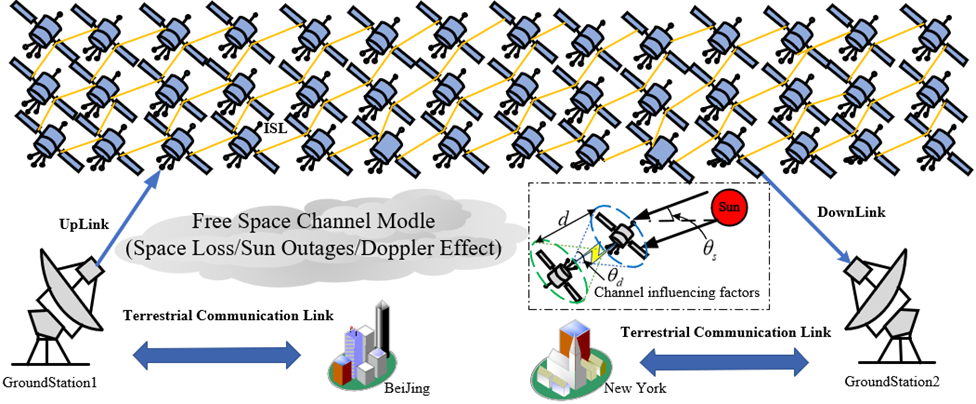 ISL
UpLink
Free Space Channel Modle
(Space Loss/Sun Outages/Doppler Effect)
Sun
d
θs
θd
Channel influencing factors
DownLink
Terrestrial Communication Link
Terrestrial Communication Link
GroundStation1
BeiJing
New York
GroundStation2